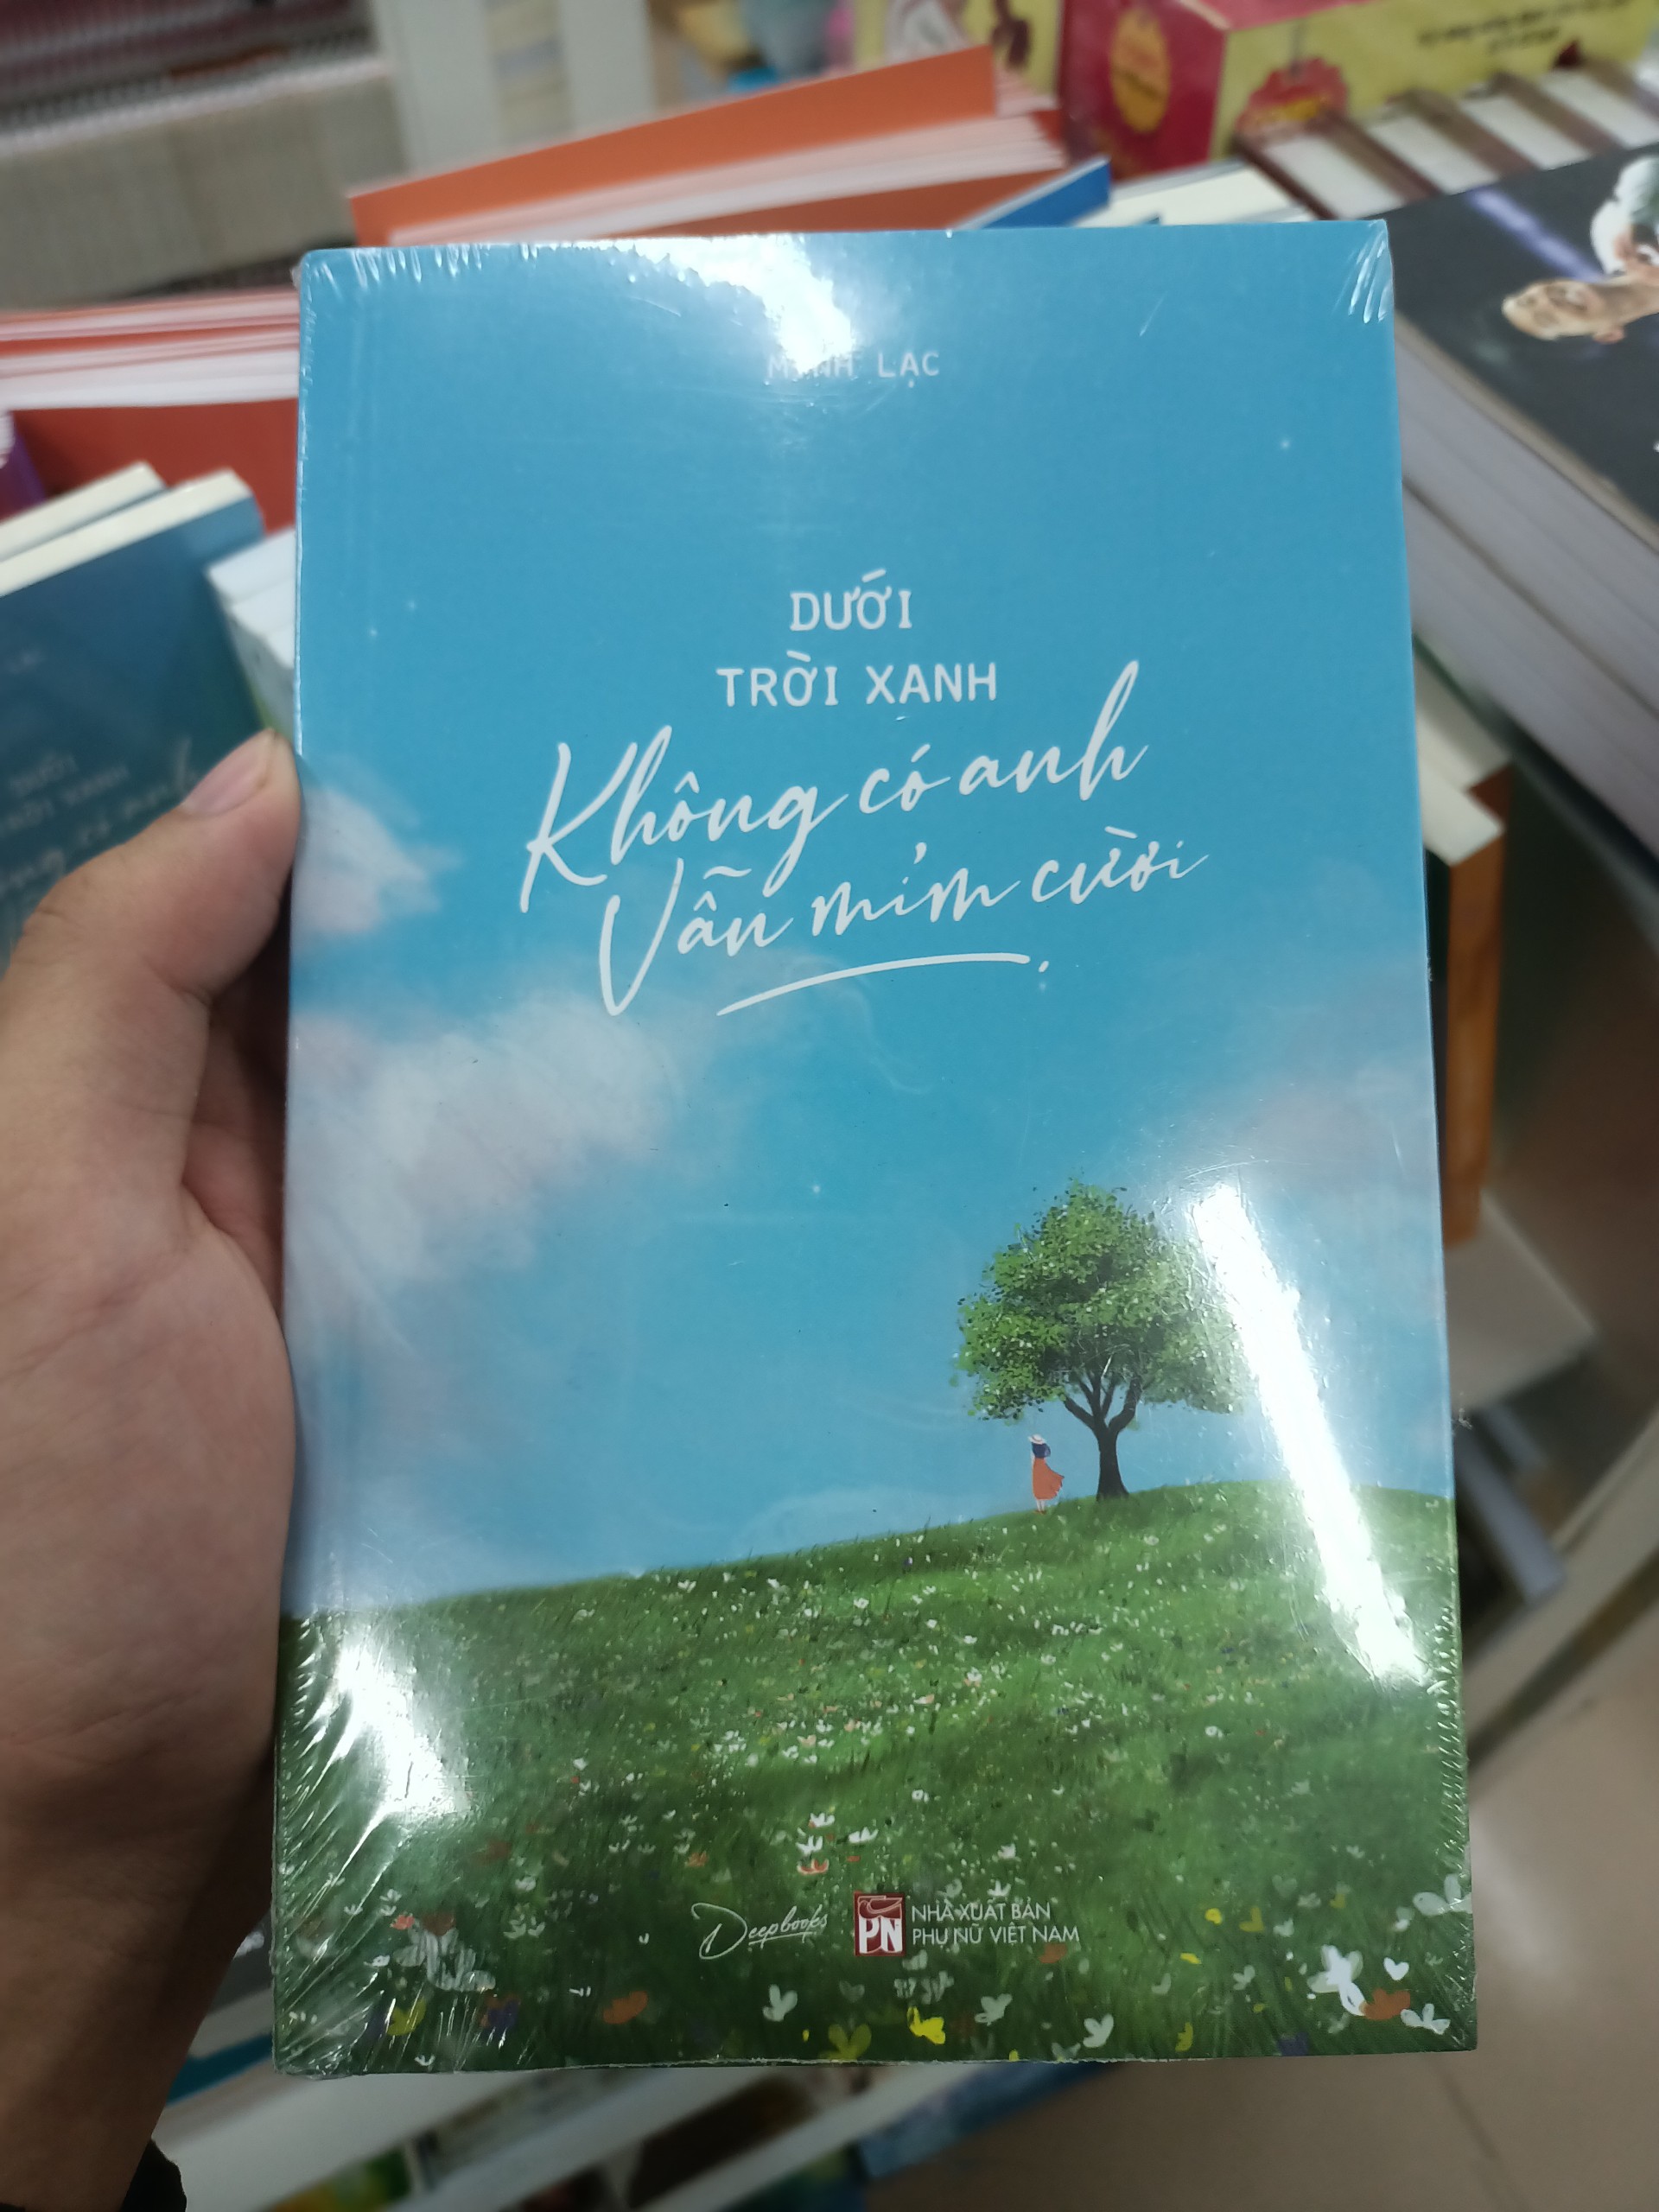 LẠC
DƯỚI
TRỜI XANH
Không có anh
Vẫn mỉm cười
Deepbooks
PN
NHÀ XUẤT BẢN
PHỤ NỮ VIỆT NAM